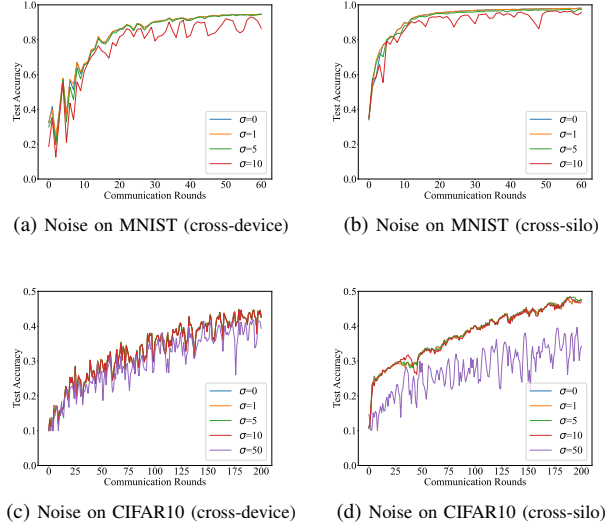 1.0
0.8
0.6
0.4
0.2
0.0
Test Accuracy
0 10 20 30 40 50 60
Communication Rounds
σ=0
σ=1
σ=5
σ=10
(a) Noise on MNIST (cross-device)
1.0
0.8
0.6
0.4
0.2
0.0
Test Accuracy
0 10 20 30 40 50 60
Communication Rounds
σ=0
σ=1
σ=5
σ=10
(b) Noise on MNIST (cross-silo)
0.5
0.4
0.3
0.2
0.1
0.0
Test Accuracy
0 25 50 75 100 125 150 175 200
Communication Rounds
σ=0
σ=1
σ=5
σ=10
σ=50
(c) Noise on CIFAR10 (cross-device)
0.5
0.4
0.3
0.2
0.1
0.0
Test Accuracy
0 25 50 75 100 125 150 175 200
Communication Rounds
σ=0
σ=1
σ=5
σ=10
σ=50
(d) Noise on CIFAR10 (cross-silo)